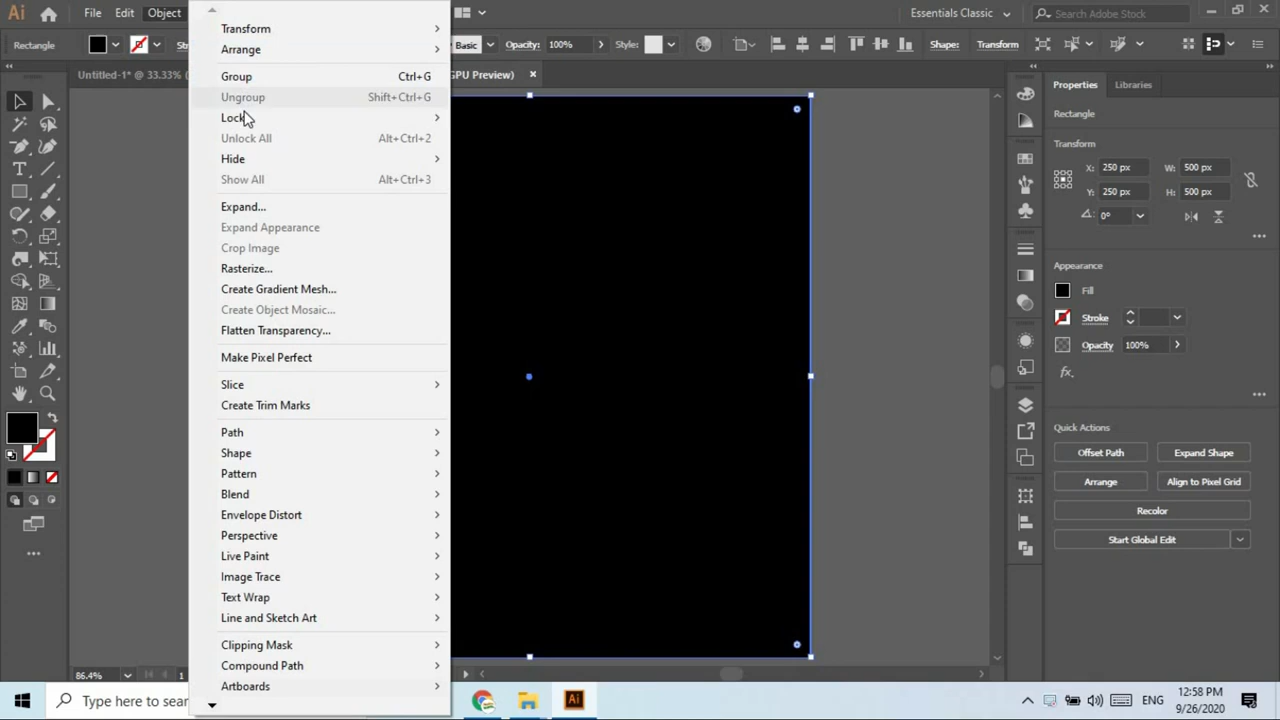 Ai File Edit Object Essentials Classic Search Adobe Stock
Rectangle Basic Opacity: 100% Style: Shape: Transform
Untitled-1* @ 33.33% GPU Preview)
Transform
Arrange
Group Ctrl+G
Ungroup Shift+Ctrl+G
Lock
Unlock All Alt+Ctrl+2
Hide
Show All Alt+Ctrl+3
Expand...
Expand Appearance
Crop Image
Rasterize...
Create Gradient Mesh...
Create Object Mosaic...
Flatten Transparency...
Make Pixel Perfect
Slice
Create Trim Marks
Path
Shape
Pattern
Blend
Envelope Distort
Perspective
Live Paint
Image Trace
Text Wrap
Line and Sketch Art
Clipping Mask
Compound Path
Artboards
Properties Libraries
Rectangle
Transform
X: 250 px W: 500 px
Y: 250 px H: 500 px
0°
Appearance
Fill
Stroke
Opacity 100%
fx.
Quick Actions
Offset Path Expand Shape
Arrange Align to Pixel Grid
Recolor
Start Global Edit
86.4% 1
Type here to sear Ai ENG 12:58 PM
9/26/2020